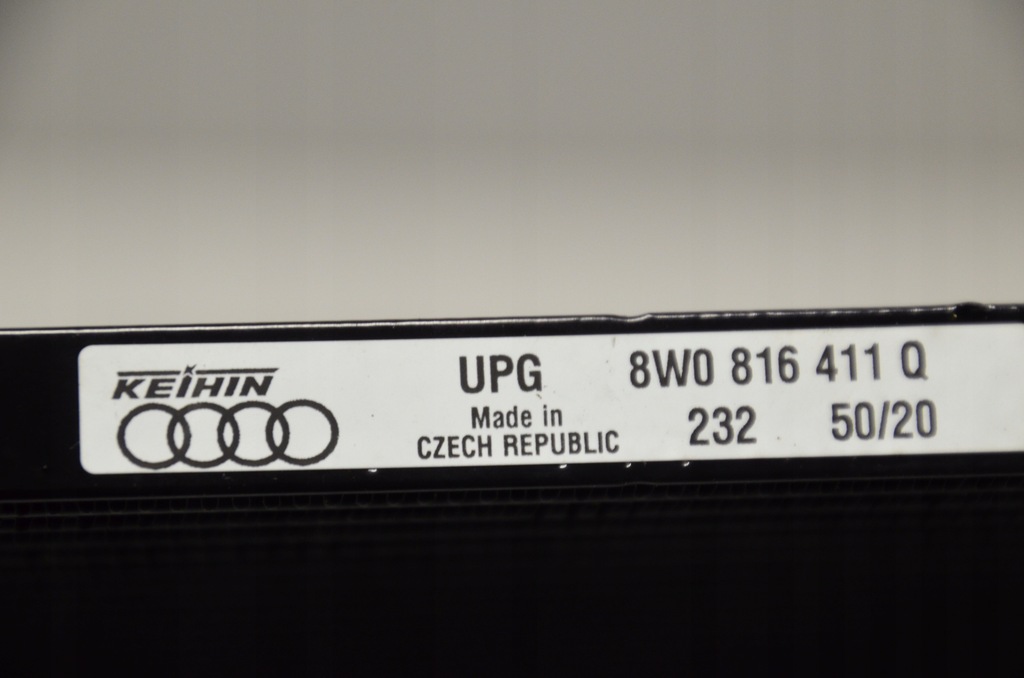 KEIHIN
UPG 8W0 816 411 Q
Made in 232 50/20
CZECH REPUBLIC